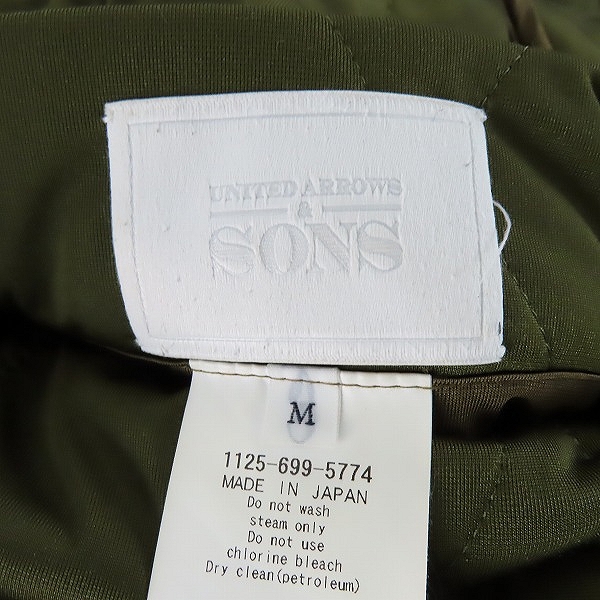 UNITED ARROWS
&
SONS
M
1125-699-5774
MADE IN JAPAN
Do not wash
steam only
Do not use
chlorine bleach
Dry clean(petroleum)